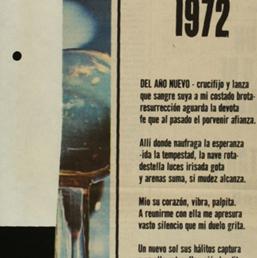 1972
DEL AÑO NUEVO - crucifijo y lanza
que sangre suya a mi costado brota-
resurrección aguarda la devota
fe que al pasado el porvenir afianza.
Allí donde naufraga la esperanza
-ida la tempestad, la nave rota-
destella luces irisada gota
y arenas suma, si mudez alcanza.
Mío su corazón, vibra, palpita.
A reunirme con ella me apresura
vasto silencio que mi duelo grita.
Un nuevo sol sus hálitos captura